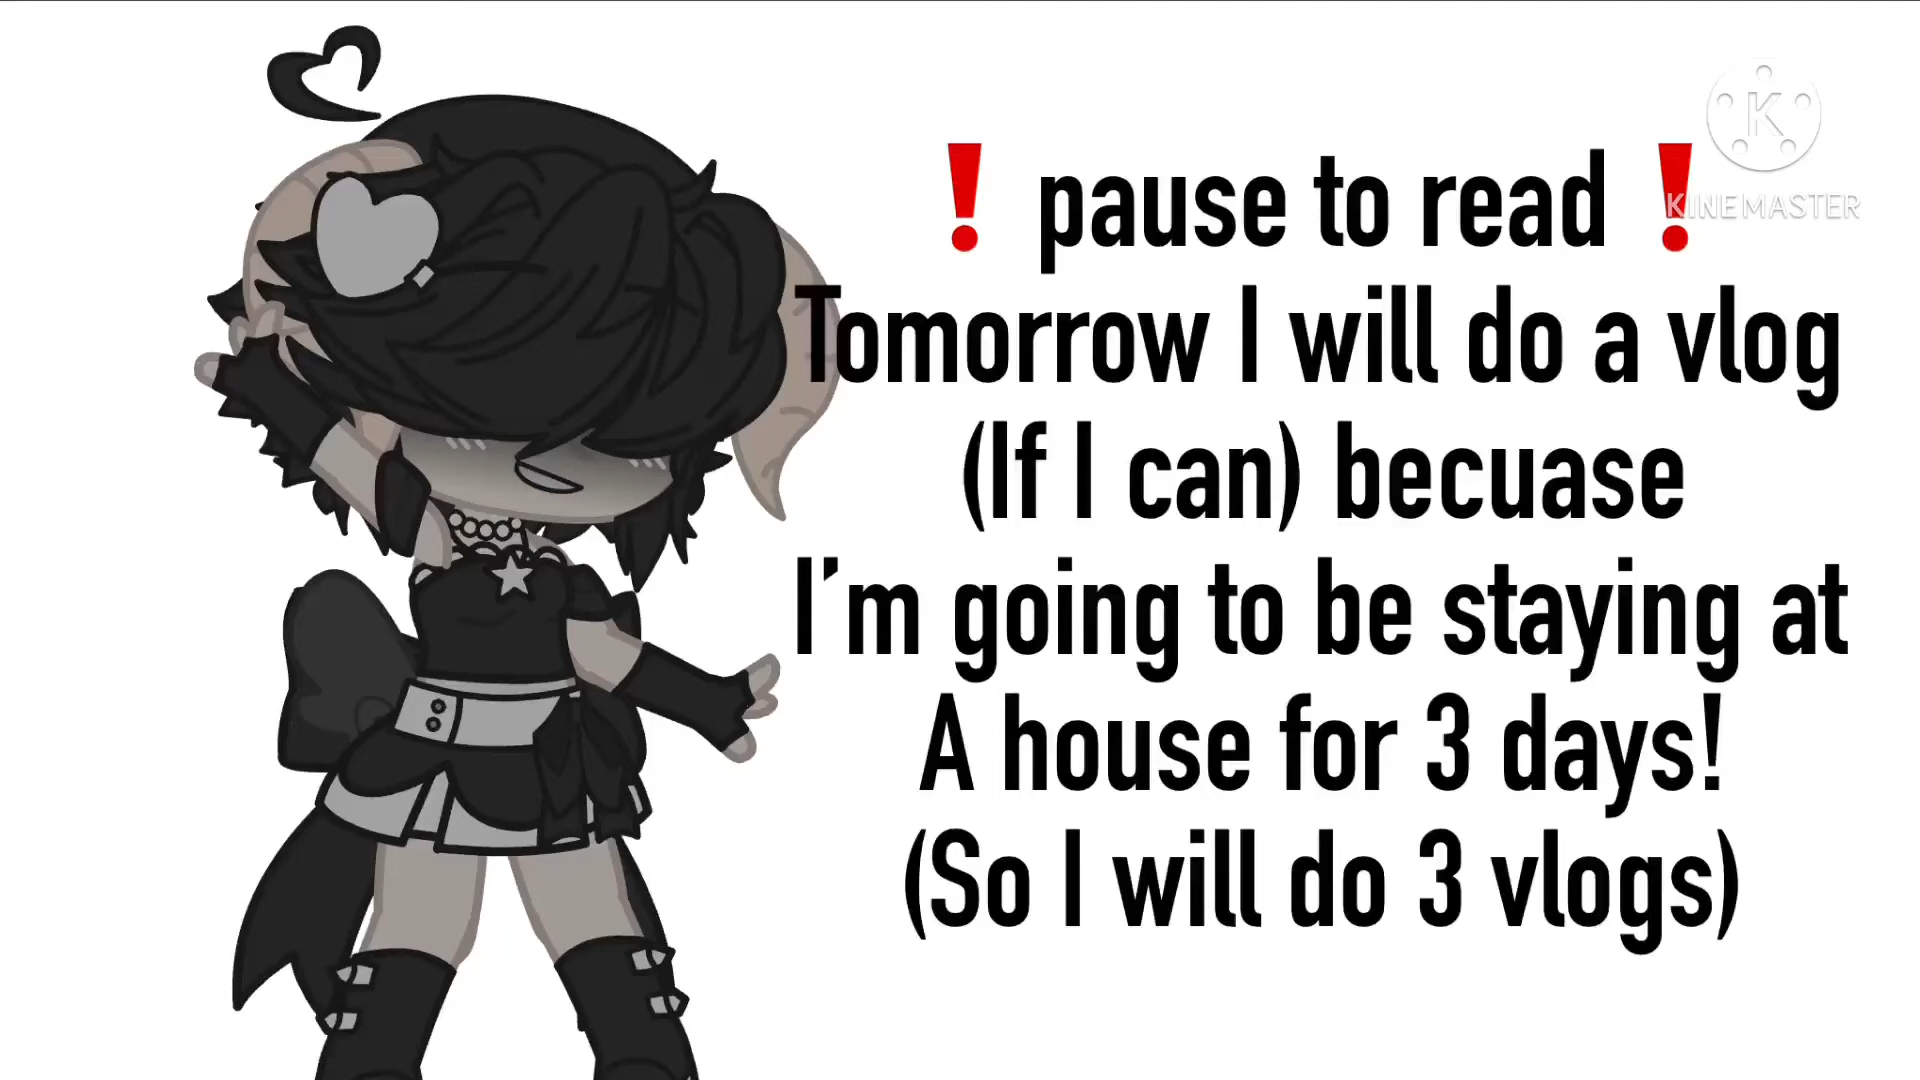 ❗ pause to read ❗
KINEMASTER
Tomorrow I will do a vlog
(If I can) becuase
I'm going to be staying at
A house for 3 days!
(So I will do 3 vlogs)